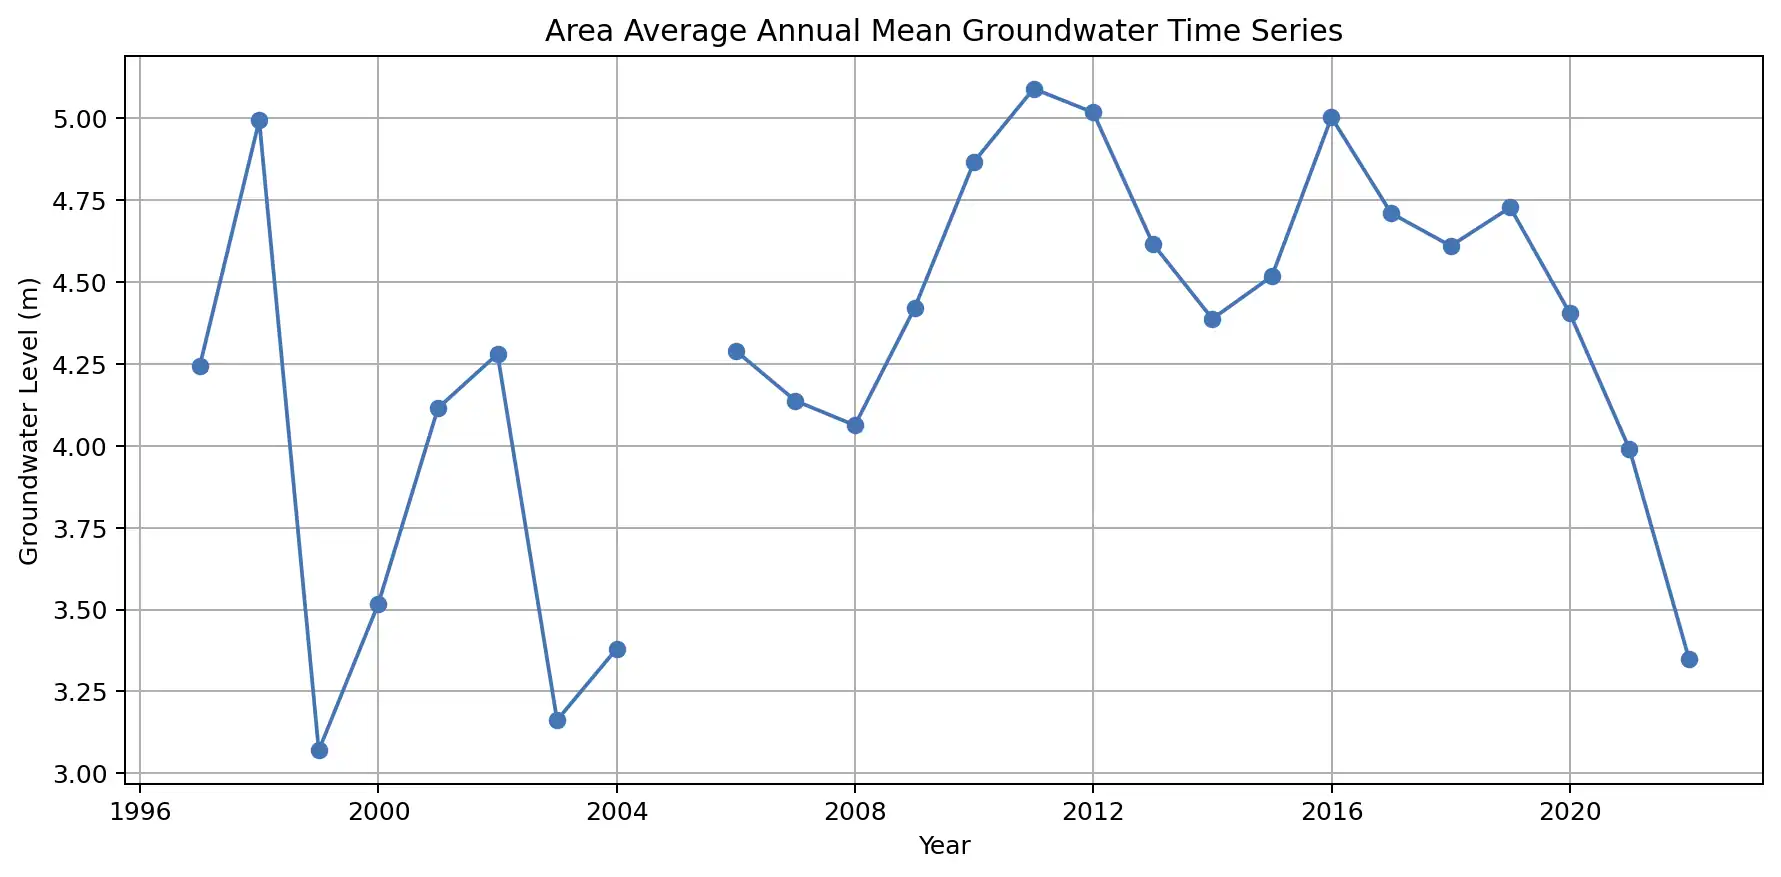 Area Average Annual Mean Groundwater Time Series
Groundwater Level (m)
5.00
4.75
4.50
4.25
4.00
3.75
3.50
3.25
3.00
1996 2000 2004 2008 2012 2016 2020
Year